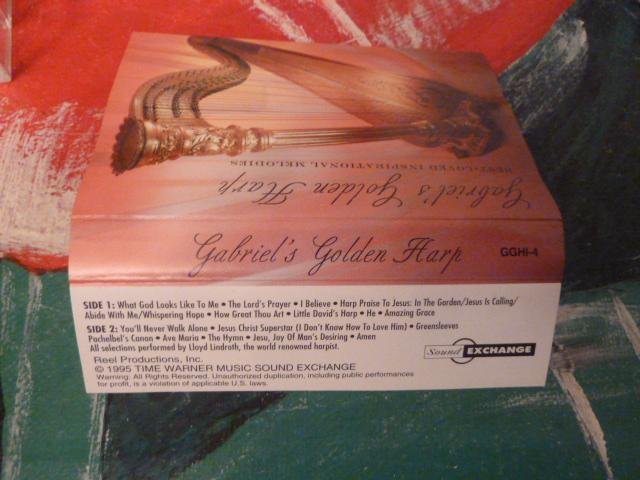 BEST-LOVED INSPIRATIONAL MELODIES
Gabriel's Golden Harp
Gabriel's Golden Harp
GGHI-4
SIDE 1: What God Looks Like To Me • The Lord's Prayer • I Believe • Harp Praise To Jesus: In The Garden/Jesus Is Calling/
Abide With Me/Whispering Hope • How Great Thou Art • Little David's Harp • He • Amazing Grace
SIDE 2: You'll Never Walk Alone • Jesus Christ Superstar (I Don't Know How To Love Him) • Greensleeves
Pachelbel's Canon • Ave Maria • The Hymn • Jesu, Joy Of Man's Desiring • Amen
All selections performed by Lloyd Lindroth, the world renowned harpist.
Sound EXCHANGE
Reel Productions, Inc.
© 1995 TIME WARNER MUSIC SOUND EXCHANGE
Warning: All Rights Reserved. Unauthorized duplication, including public performances
for profit, is a violation of applicable U.S. laws.